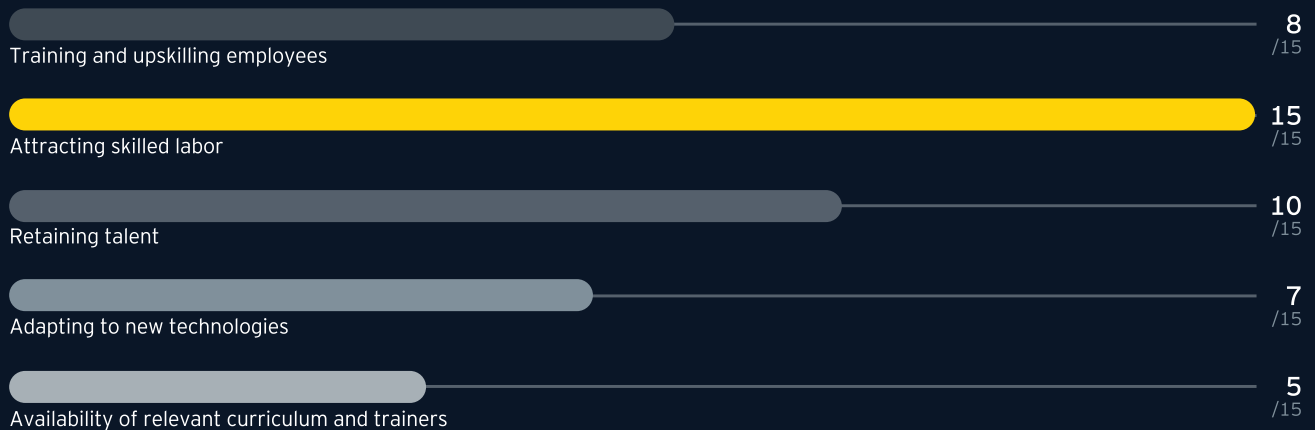 8
/15
Training and upskilling employees
15
/15
Attracting skilled labor
10
/15
Retaining talent
7
/15
Adapting to new technologies
5
/15
Availability of relevant curriculum and trainers